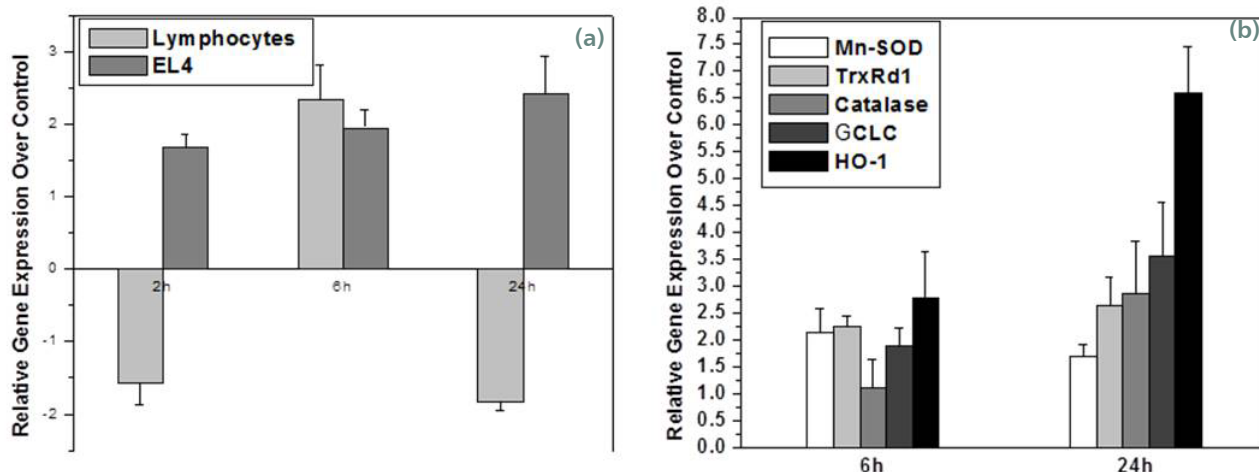 Relative Gene Expression Over Control
3
2
1
0
-1
-2
Lymphocytes
EL4
(a)
2h
6h
24h
Relative Gene Expression Over Control
8.0
7.5
7.0
6.5
6.0
5.5
5.0
4.5
4.0
3.5
3.0
2.5
2.0
1.5
1.0
0.5
0.0
Mn-SOD
TrxRd1
Catalase
GCLC
HO-1
(b)
6h
24h